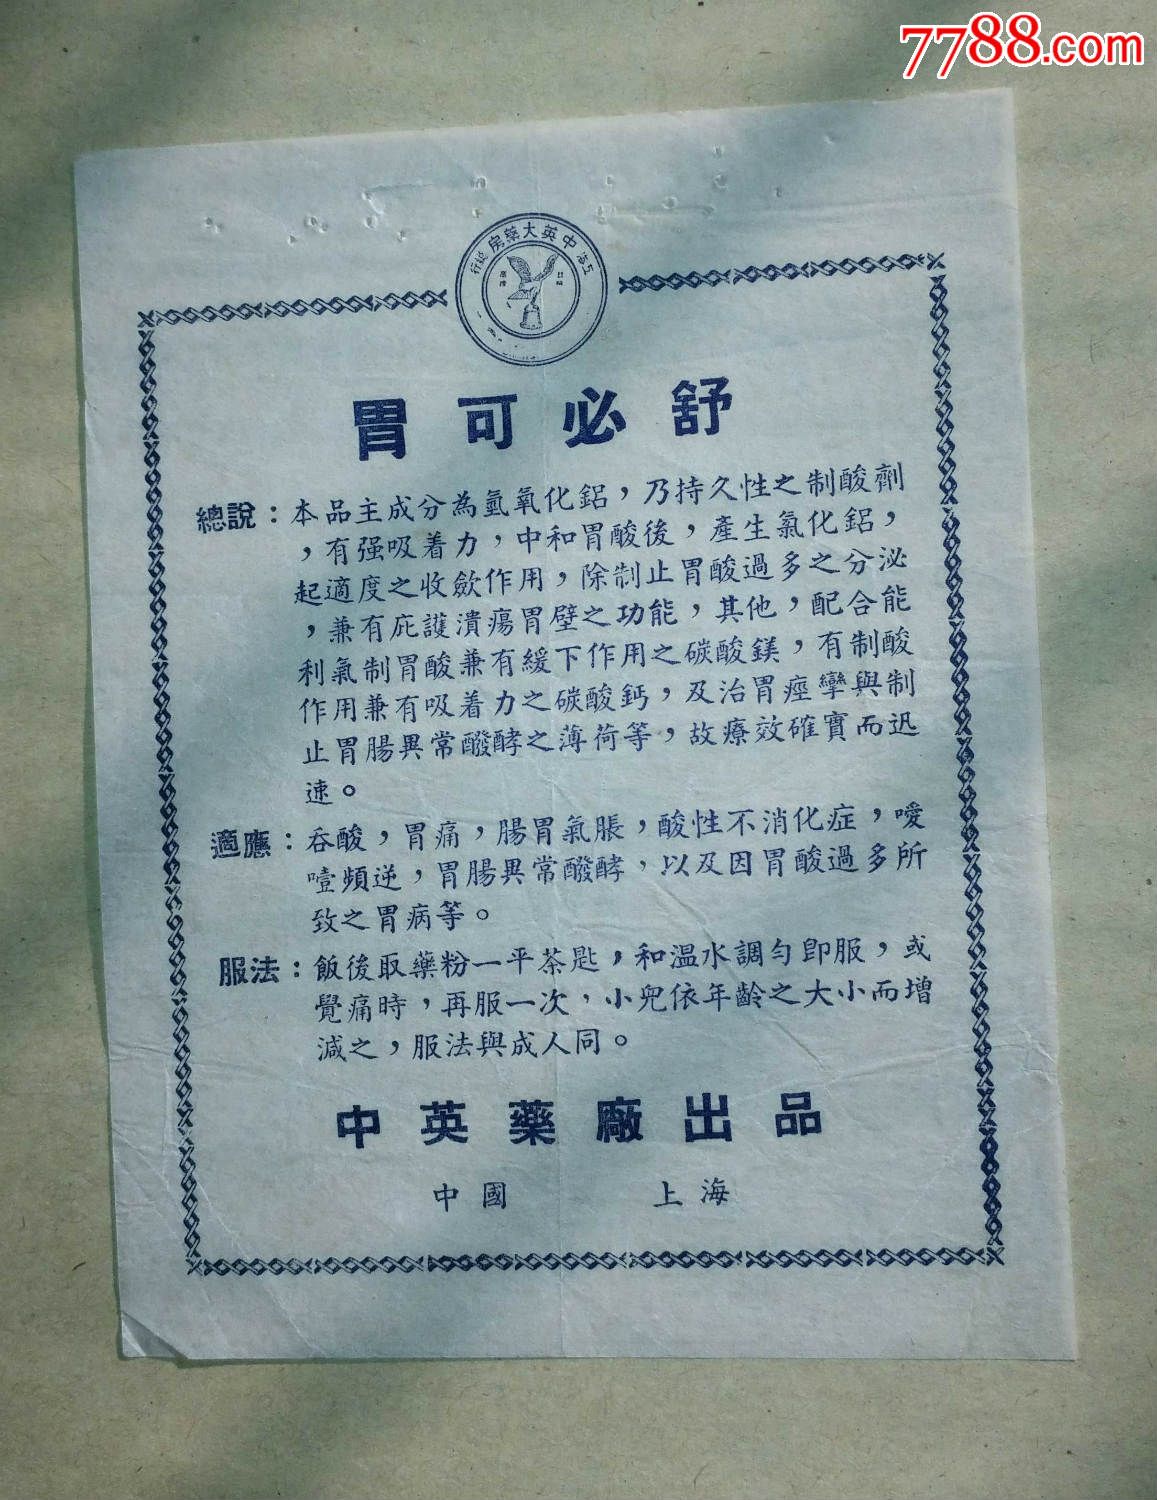 7788.com
中英大藥房
胃可必舒
總說：本品主成分為氫氧化鋁，乃持久性之制酸劑
，有强吸着力，中和胃酸後，產生氯化鋁，
起適度之收斂作用，除制止胃酸過多之分泌
，兼有庇護潰瘍胃壁之功能，其他，配合能
利氣制胃酸兼有緩下作用之碳酸鎂，有制酸
作用兼有吸着力之碳酸鈣，及治胃痙攣與制
止胃腸異常醱酵之薄荷等，故療效確實而迅
速。
適應：吞酸，胃痛，腸胃氣脹，酸性不消化症，噯
噎頻逆，胃腸異常醱酵，以及因胃酸過多所
致之胃病等。
服法：飯後取藥粉一平茶匙，和温水調勻即服，或
覺痛時，再服一次，小兒依年齡之大小而增
減之，服法與成人同。
中英藥廠出品
中國 上海